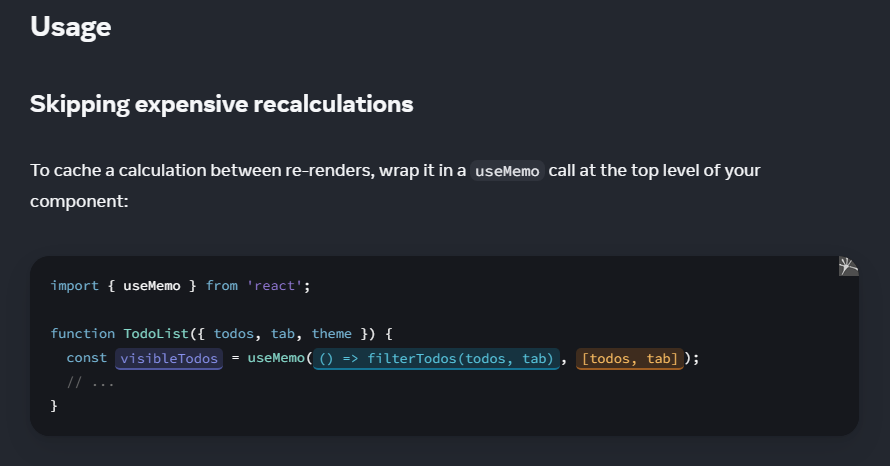 Usage
Skipping expensive recalculations
To cache a calculation between re-renders, wrap it in a useMemo call at the top level of your
component:
import { useMemo } from 'react';
function TodoList({ todos, tab, theme }) {
  const visibleTodos = useMemo(() => filterTodos(todos, tab), [todos, tab]);
  // ...
}